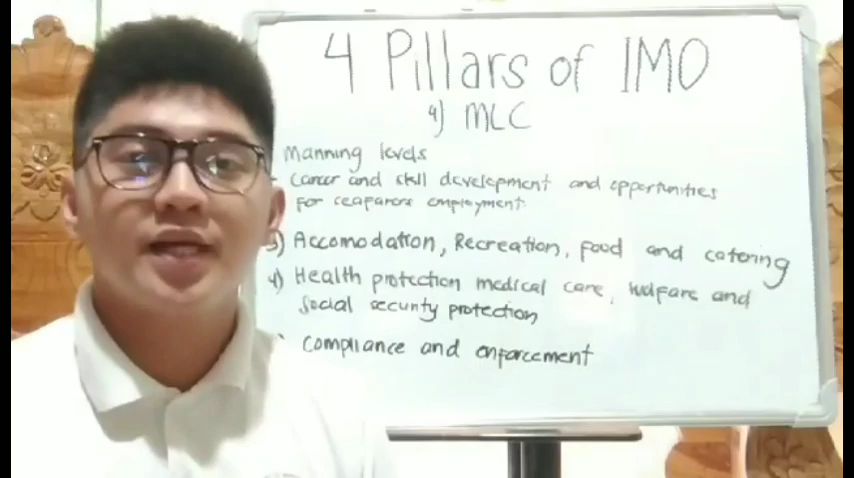 4 Pillars of IMO
4) MLC
Manning levels
- Career and skill development and opportunities
for seafarers employment
3) Accomodation, Recreation, food and catering
4) Health protection medical care, welfare and
Social security protection
Compliance and enforcement